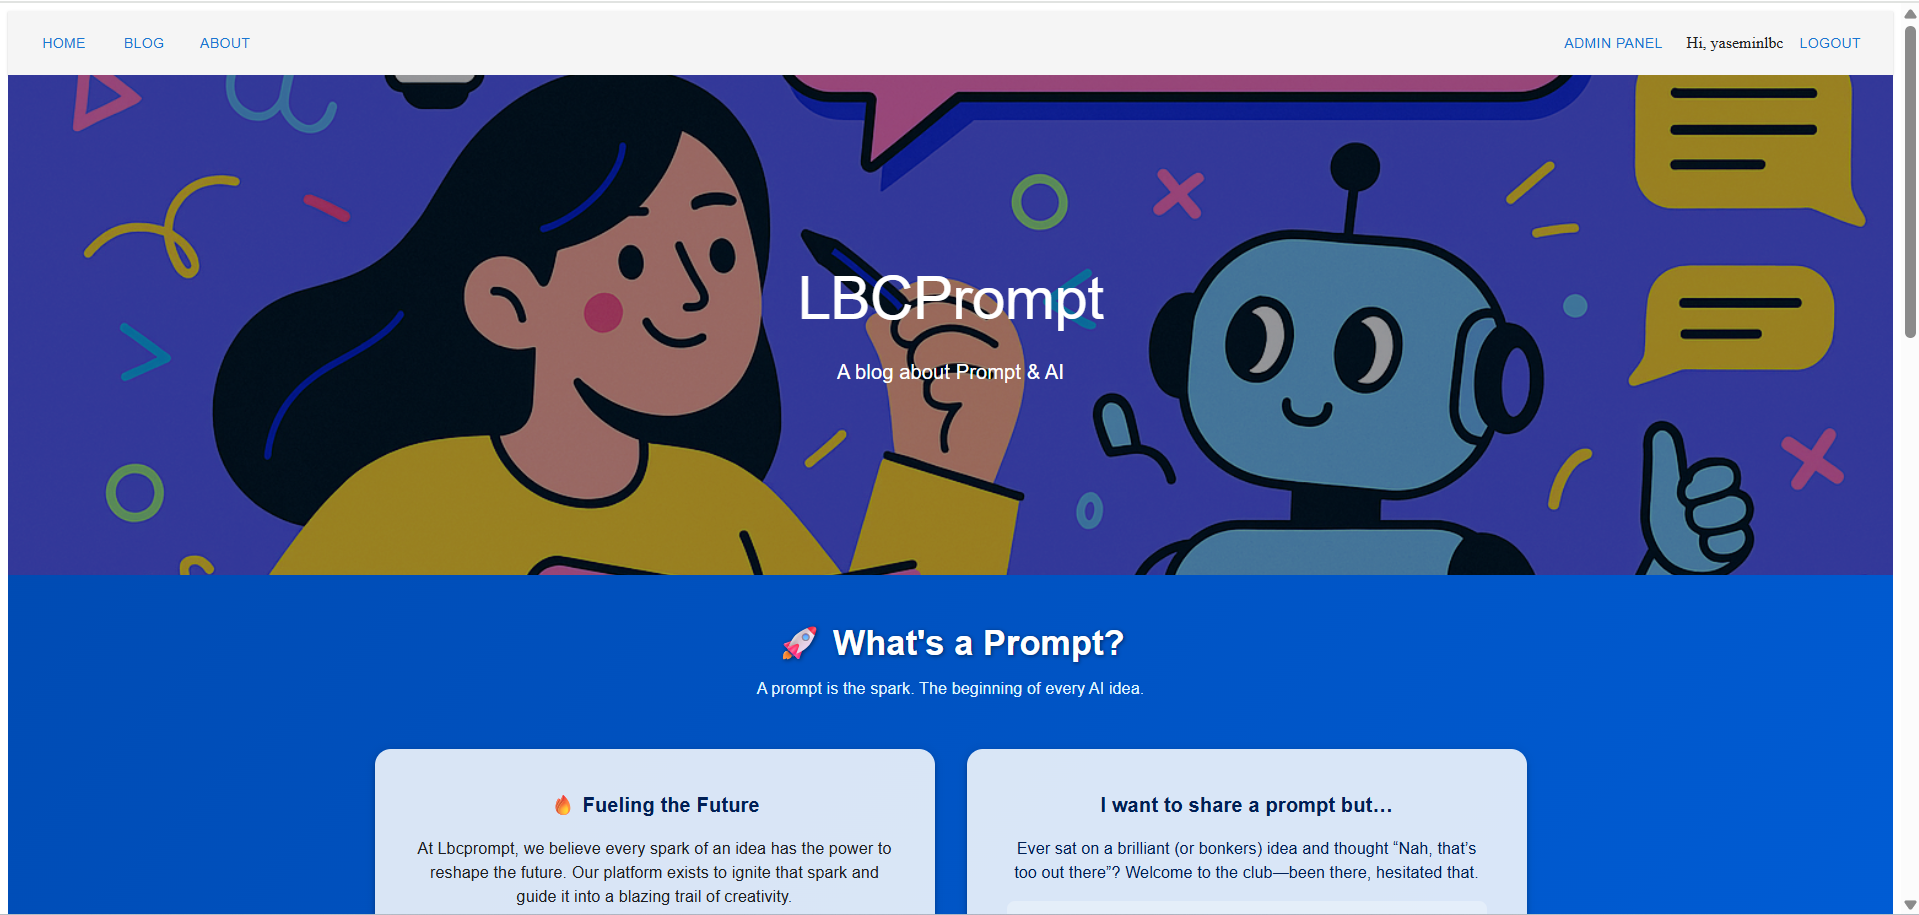 HOME BLOG ABOUT ADMIN PANEL Hi, yaseminlbc LOGOUT
LBCPrompt
A blog about Prompt & AI
🚀 What's a Prompt?
A prompt is the spark. The beginning of every AI idea.
🔥 Fueling the Future
At Lbcprompt, we believe every spark of an idea has the power to
reshape the future. Our platform exists to ignite that spark and
guide it into a blazing trail of creativity.
I want to share a prompt but…
Ever sat on a brilliant (or bonkers) idea and thought “Nah, that’s
too out there”? Welcome to the club—been there, hesitated that.